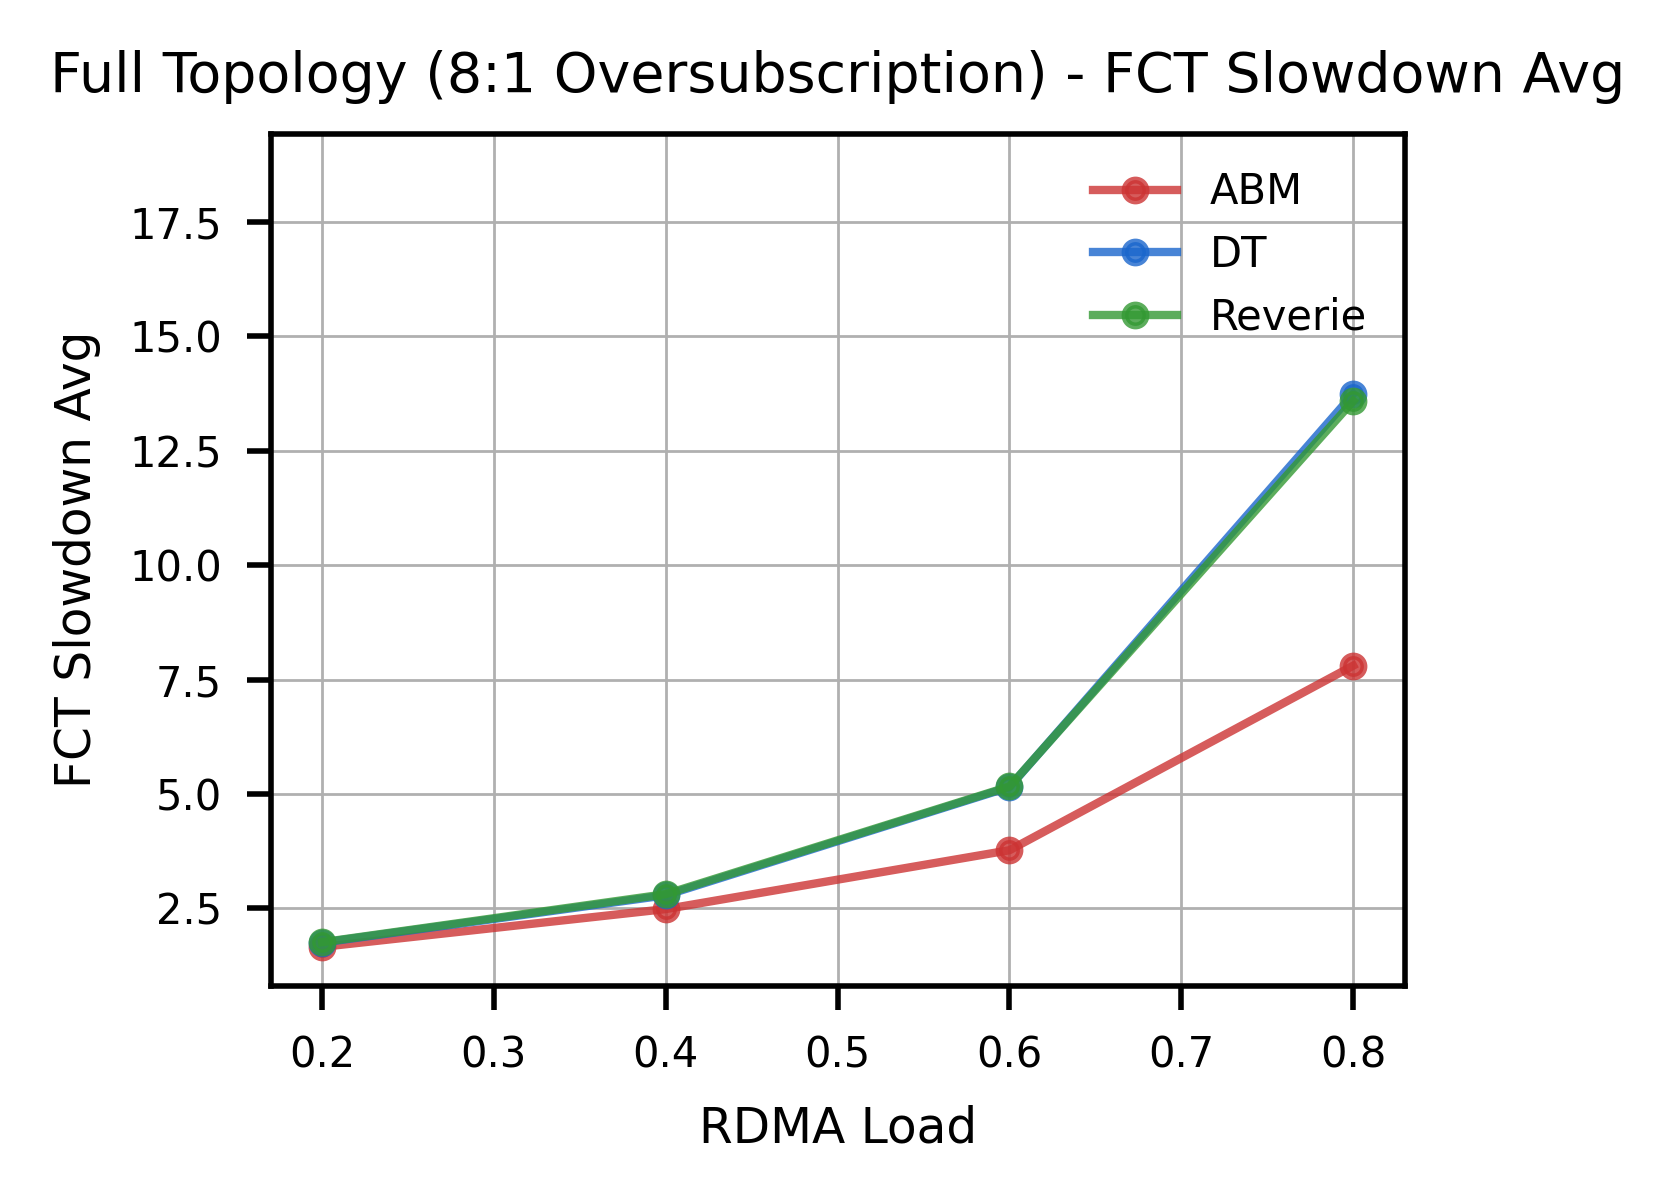 Full Topology (8:1 Oversubscription) - FCT Slowdown Avg
ABM
DT
Reverie
FCT Slowdown Avg
17.5
15.0
12.5
10.0
7.5
5.0
2.5
0.2 0.3 0.4 0.5 0.6 0.7 0.8
RDMA Load